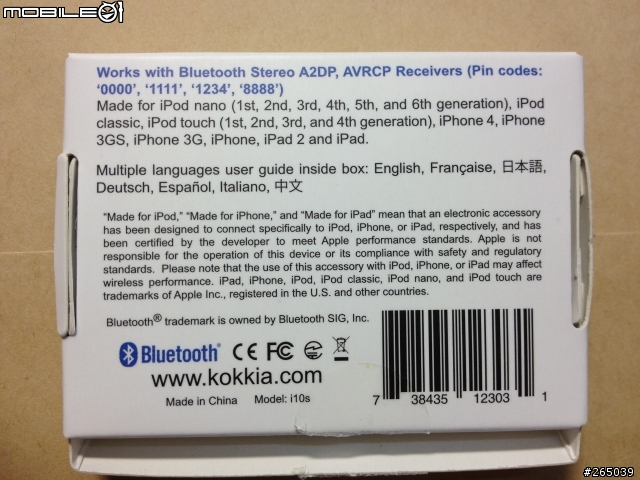 MOBILE01
Works with Bluetooth Stereo A2DP, AVRCP Receivers (Pin codes:
‘0000’, ‘1111’, ‘1234’, ‘8888’)
Made for iPod nano (1st, 2nd, 3rd, 4th, 5th, and 6th generation), iPod
classic, iPod touch (1st, 2nd, 3rd, and 4th generation), iPhone 4, iPhone
3GS, iPhone 3G, iPhone, iPad 2 and iPad.
Multiple languages user guide inside box: English, Française, 日本語,
Deutsch, Español, Italiano, 中文
“Made for iPod,” “Made for iPhone,” and “Made for iPad” mean that an electronic accessory
has been designed to connect specifically to iPod, iPhone, or iPad, respectively, and has
been certified by the developer to meet Apple performance standards. Apple is not
responsible for the operation of this device or its compliance with safety and regulatory
standards. Please note that the use of this accessory with iPod, iPhone, or iPad may affect
wireless performance. iPad, iPhone, iPod, iPod classic, iPod nano, and iPod touch are
trademarks of Apple Inc., registered in the U.S. and other countries.
Bluetooth® trademark is owned by Bluetooth SIG, Inc.
Bluetooth® CE FC
www.kokkia.com
Made in China Model: i10s
7 38435 12303 1
#265039